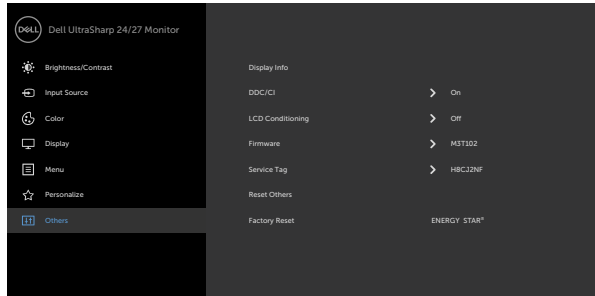 DELL Dell UltraSharp 24/27 Monitor
Brightness/Contrast Display Info
Input Source DDC/CI On
Color LCD Conditioning Off
Display Firmware M3T102
Menu Service Tag H8CJ2NF
Personalize Reset Others
Others Factory Reset ENERGY STAR®